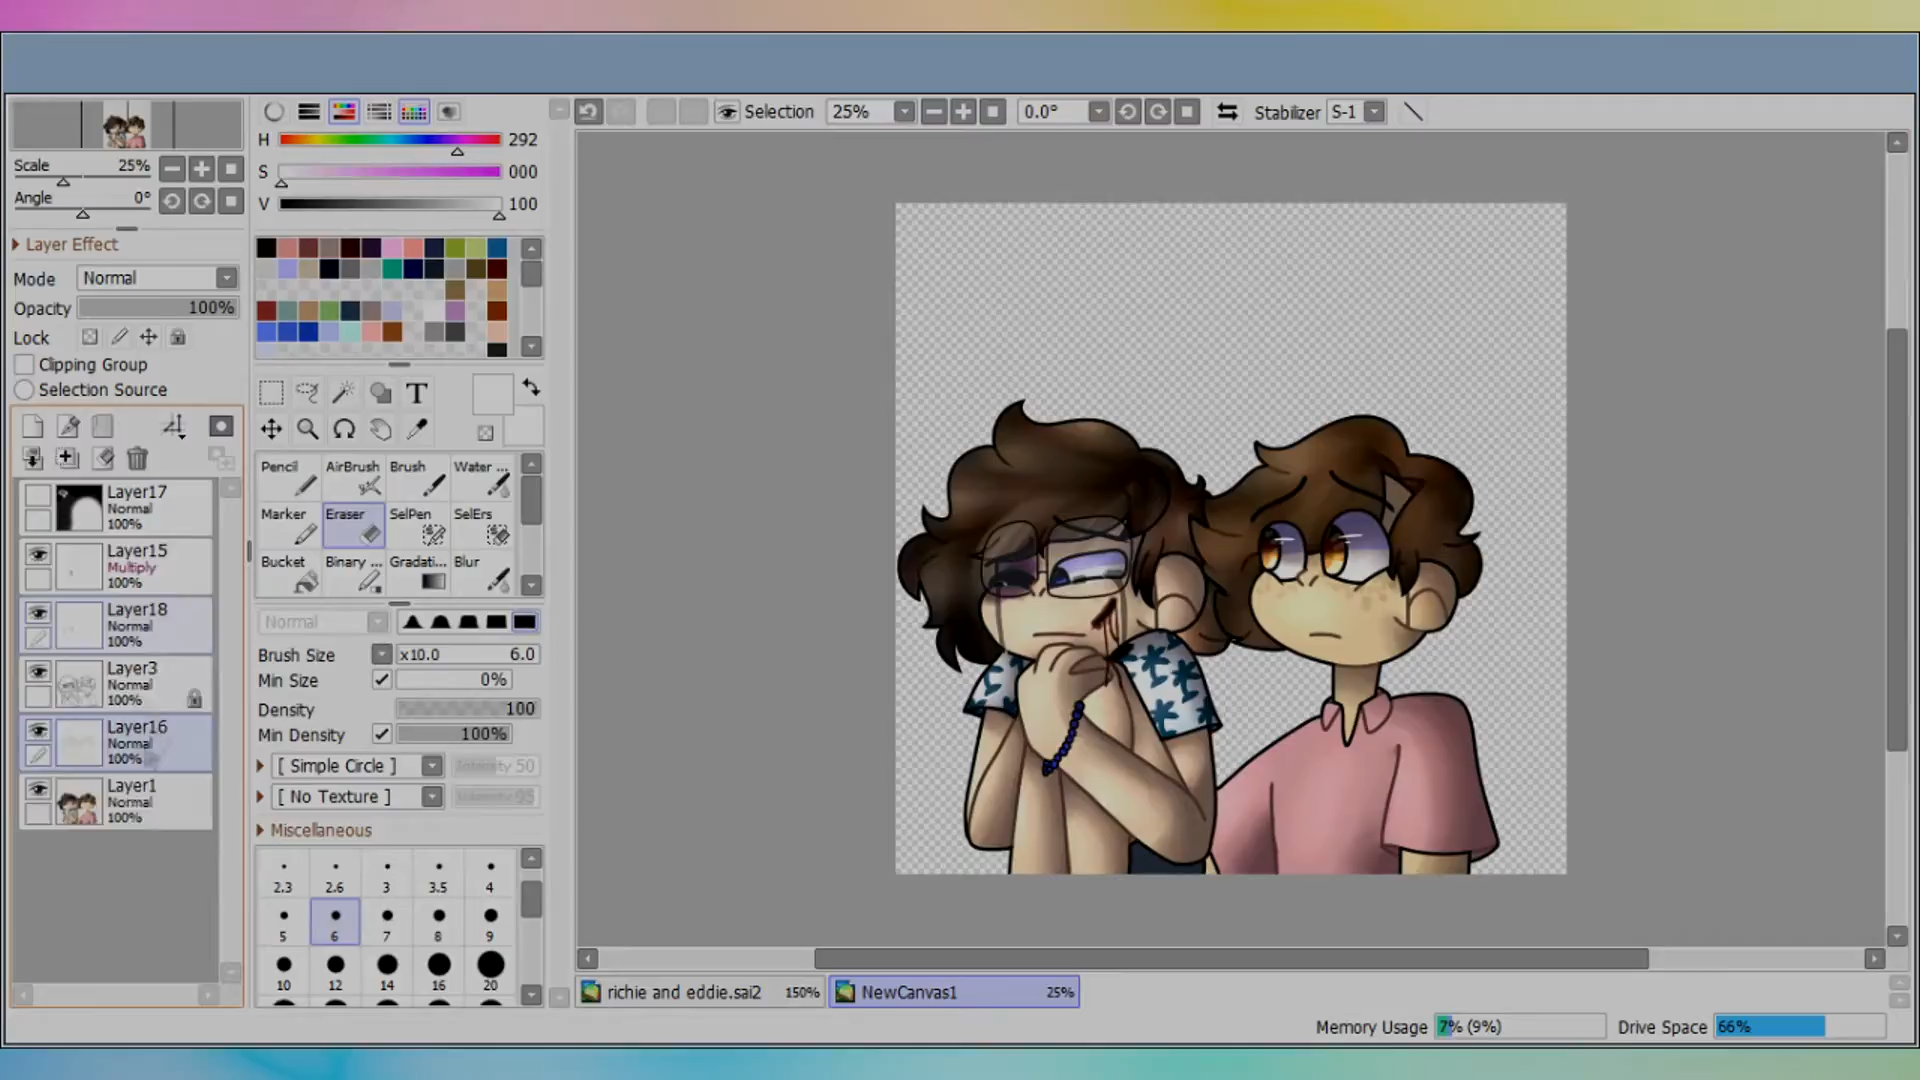 Scale 25%
Angle 0°
Layer Effect
Mode Normal
Opacity 100%
Lock
Clipping Group
Selection Source
Layer17
Normal
100%
Layer15
Multiply
100%
Layer18
Normal
100%
Layer3
Normal
100%
Layer16
Normal
100%
Layer1
Normal
100%
H 292
S 000
V 100
T
Pencil AirBrush Brush Water ...
Marker Eraser SelPen SelErs
Bucket Binary ... Gradati... Blur
Normal
Brush Size x10.0 6.0
Min Size 0%
Density 100
Min Density 100%
[ Simple Circle ] Intensity 50
[ No Texture ] Intensity 95
Miscellaneous
2.3 2.6 3 3.5 4
5 6 7 8 9
10 12 14 16 20
Selection 25% 0.0° Stabilizer S-1
richie and eddie.sai2 150% NewCanvas1 25%
Memory Usage 7% (9%) Drive Space 66%